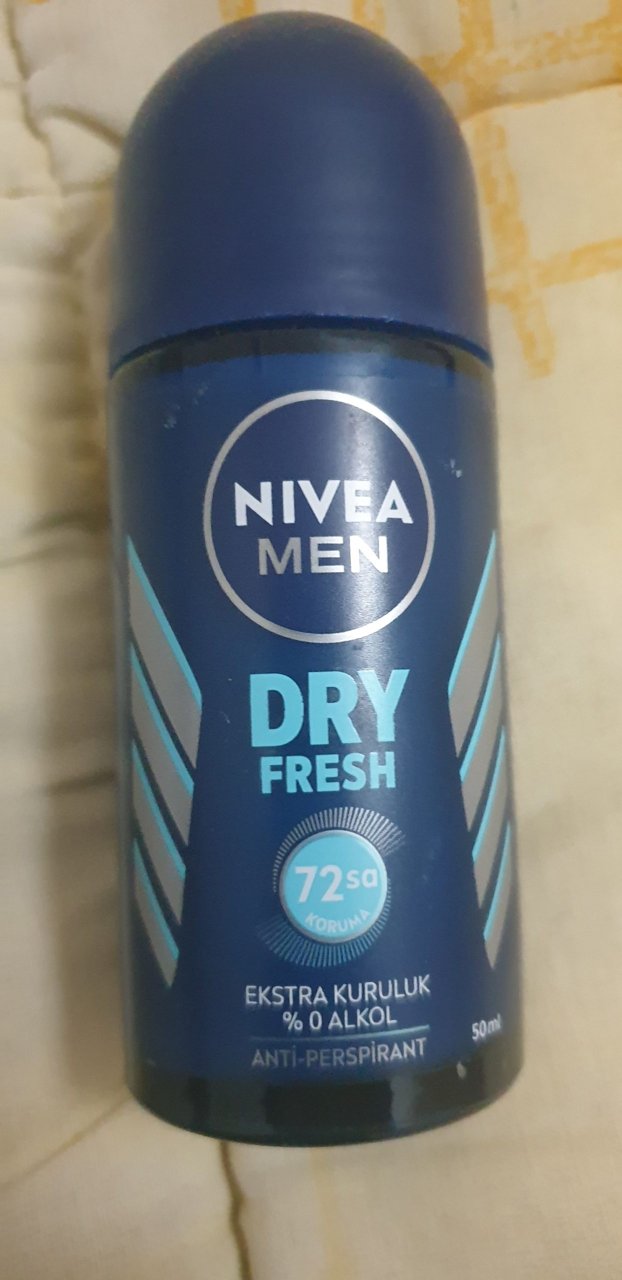 NIVEA
MEN
DRY
FRESH
72sa
KORUMA
EKSTRA KURULUK
% 0 ALKOL
50ml
ANTİ-PERSPİRANT